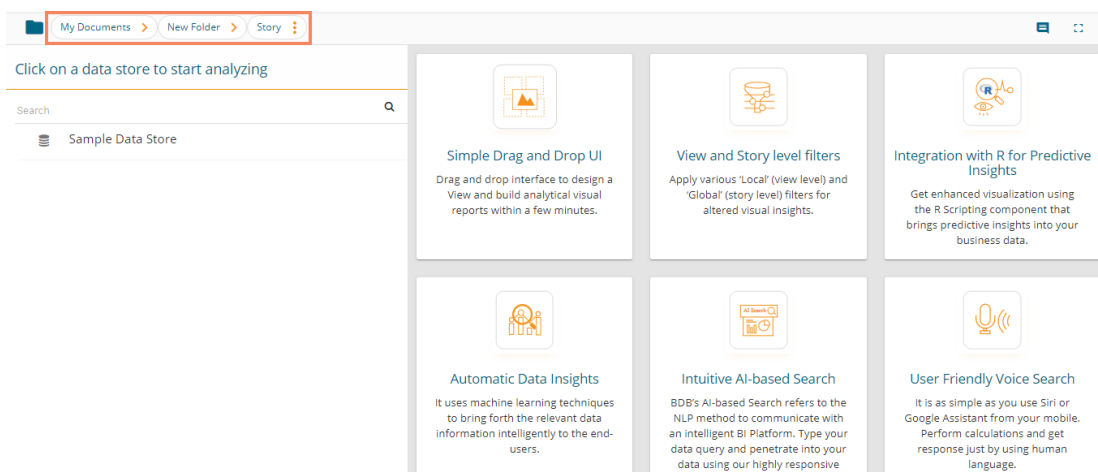 My Documents > New Folder > Story
Click on a data store to start analyzing
Search
Sample Data Store
Simple Drag and Drop UI
Drag and drop interface to design a
View and build analytical visual
reports within a few minutes.
View and Story level filters
Apply various ‘Local’ (view level) and
‘Global’ (story level) filters for
altered visual insights.
R
Integration with R for Predictive
Insights
Get enhanced visualization using
the R Scripting component that
brings predictive insights into your
business data.
Automatic Data Insights
It uses machine learning techniques
to bring forth the relevant data
information intelligently to the end-
users.
AI Search
Intuitive AI-based Search
BDB’s AI-based Search refers to the
NLP method to communicate with
an intelligent BI Platform. Type your
data query and penetrate into your
data using our highly responsive
User Friendly Voice Search
It is as simple as you use Siri or
Google Assistant from your mobile.
Perform calculations and get
response just by using human
language.